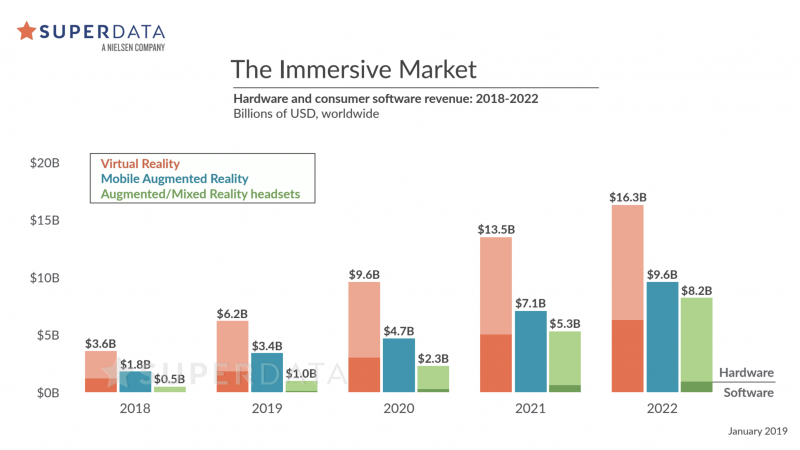 SUPERDATA
A NIELSEN COMPANY
The Immersive Market
Hardware and consumer software revenue: 2018-2022
Billions of USD, worldwide
Virtual Reality
Mobile Augmented Reality
Augmented/Mixed Reality headsets
$20B
$15B
$10B
$5B
$0B
$3.6B
$1.8B
$0.5B
$6.2B
$3.4B
$1.0B
$9.6B
$4.7B
$2.3B
$13.5B
$7.1B
$5.3B
$16.3B
$9.6B
$8.2B
Hardware
Software
SUPERDATA
2018
2019
2020
2021
2022
January 2019